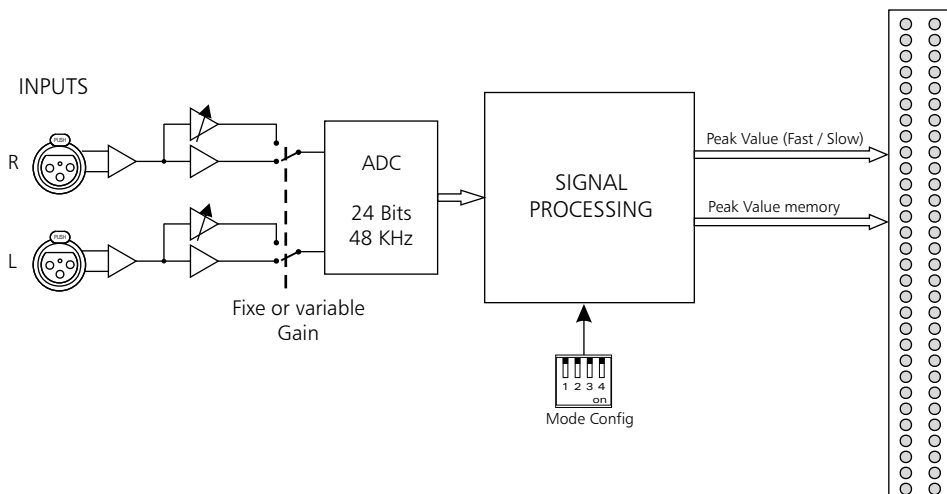 INPUTS
R
PUSH
L
PUSH
Fixe or variable
Gain
ADC
24 Bits
48 KHz
SIGNAL
PROCESSING
Peak Value (Fast / Slow)
Peak Value memory
1 2 3 4
on
Mode Config